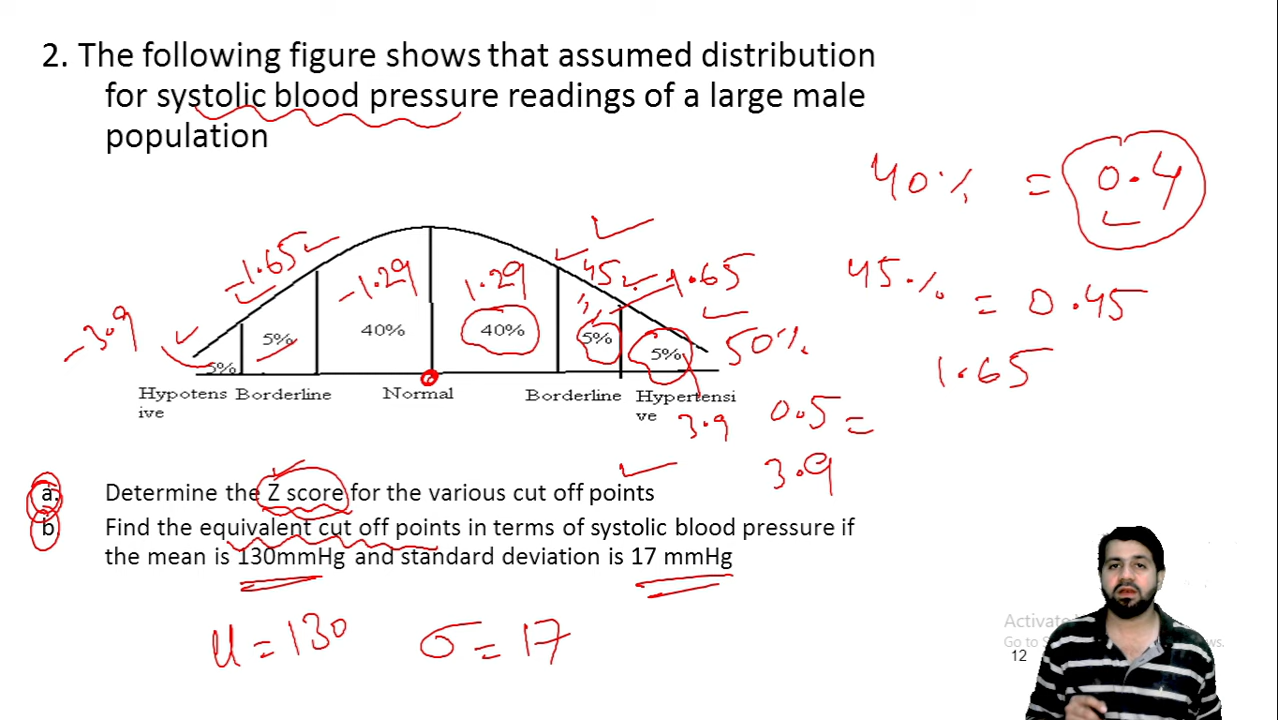 2. The following figure shows that assumed distribution
for systolic blood pressure readings of a large male
population
40% = 0.4
-1.65
-1.29
1.29
45%
1.65
45% = 0.45
-3.9
5%
5%
40%
40%
5%
5%
50%
1.65
Hypotens
ive
Borderline
Normal
Borderline
Hypertensi
ve
3.9
0.5 =
3.9
a. Determine the Z score for the various cut off points
b Find the equivalent cut off points in terms of systolic blood pressure if
the mean is 130mmHg and standard deviation is 17 mmHg
μ = 130
σ = 17
Activate
Go to S
ws.
12